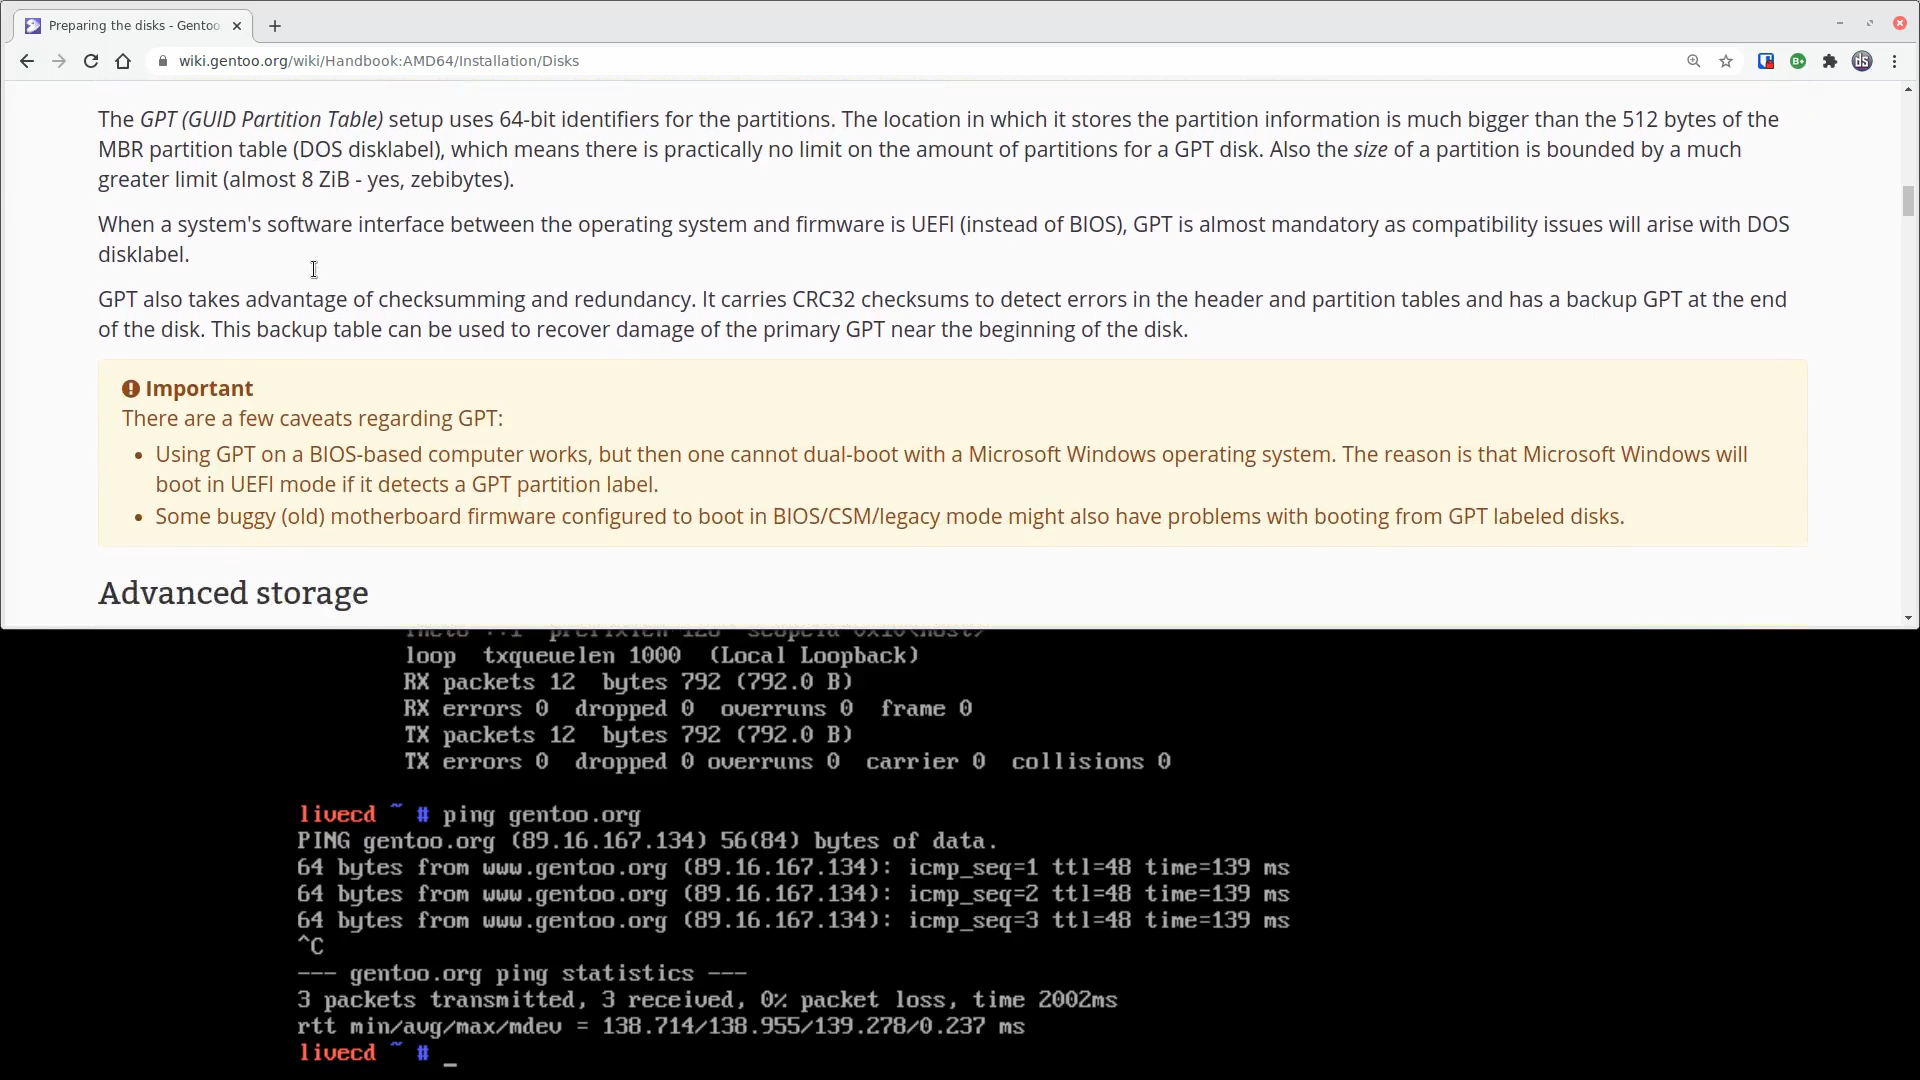 Preparing the disks - Gentoo
wiki.gentoo.org/wiki/Handbook:AMD64/Installation/Disks
The GPT (GUID Partition Table) setup uses 64-bit identifiers for the partitions. The location in which it stores the partition information is much bigger than the 512 bytes of the
MBR partition table (DOS disklabel), which means there is practically no limit on the amount of partitions for a GPT disk. Also the size of a partition is bounded by a much
greater limit (almost 8 ZiB - yes, zebibytes).
When a system's software interface between the operating system and firmware is UEFI (instead of BIOS), GPT is almost mandatory as compatibility issues will arise with DOS
disklabel.
GPT also takes advantage of checksumming and redundancy. It carries CRC32 checksums to detect errors in the header and partition tables and has a backup GPT at the end
of the disk. This backup table can be used to recover damage of the primary GPT near the beginning of the disk.
Important
There are a few caveats regarding GPT:
• Using GPT on a BIOS-based computer works, but then one cannot dual-boot with a Microsoft Windows operating system. The reason is that Microsoft Windows will
boot in UEFI mode if it detects a GPT partition label.
• Some buggy (old) motherboard firmware configured to boot in BIOS/CSM/legacy mode might also have problems with booting from GPT labeled disks.
Advanced storage
loop  txqueuelen 1000  (Local Loopback)
RX packets 12  bytes 792 (792.0 B)
RX errors 0  dropped 0  overruns 0  frame 0
TX packets 12  bytes 792 (792.0 B)
TX errors 0  dropped 0 overruns 0  carrier 0  collisions 0
livecd ~ # ping gentoo.org
PING gentoo.org (89.16.167.134) 56(84) bytes of data.
64 bytes from www.gentoo.org (89.16.167.134): icmp_seq=1 ttl=48 time=139 ms
64 bytes from www.gentoo.org (89.16.167.134): icmp_seq=2 ttl=48 time=139 ms
64 bytes from www.gentoo.org (89.16.167.134): icmp_seq=3 ttl=48 time=139 ms
^C
--- gentoo.org ping statistics ---
3 packets transmitted, 3 received, 0% packet loss, time 2002ms
rtt min/avg/max/mdev = 138.714/138.955/139.278/0.237 ms
livecd ~ # _